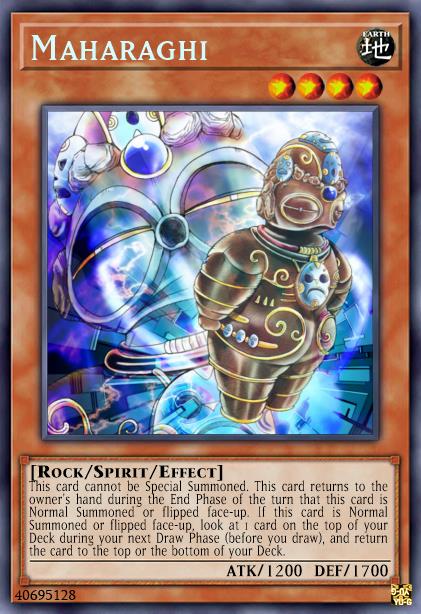 MAHARAGHI
EARTH
地
[ROCK/SPIRIT/EFFECT]
This card cannot be Special Summoned. This card returns to the
owner's hand during the End Phase of the turn that this card is
Normal Summoned or flipped face-up. If this card is Normal
Summoned or flipped face-up, look at 1 card on the top of your
Deck during your next Draw Phase (before you draw), and return
the card to the top or the bottom of your Deck.
ATK/1200 DEF/1700
40695128